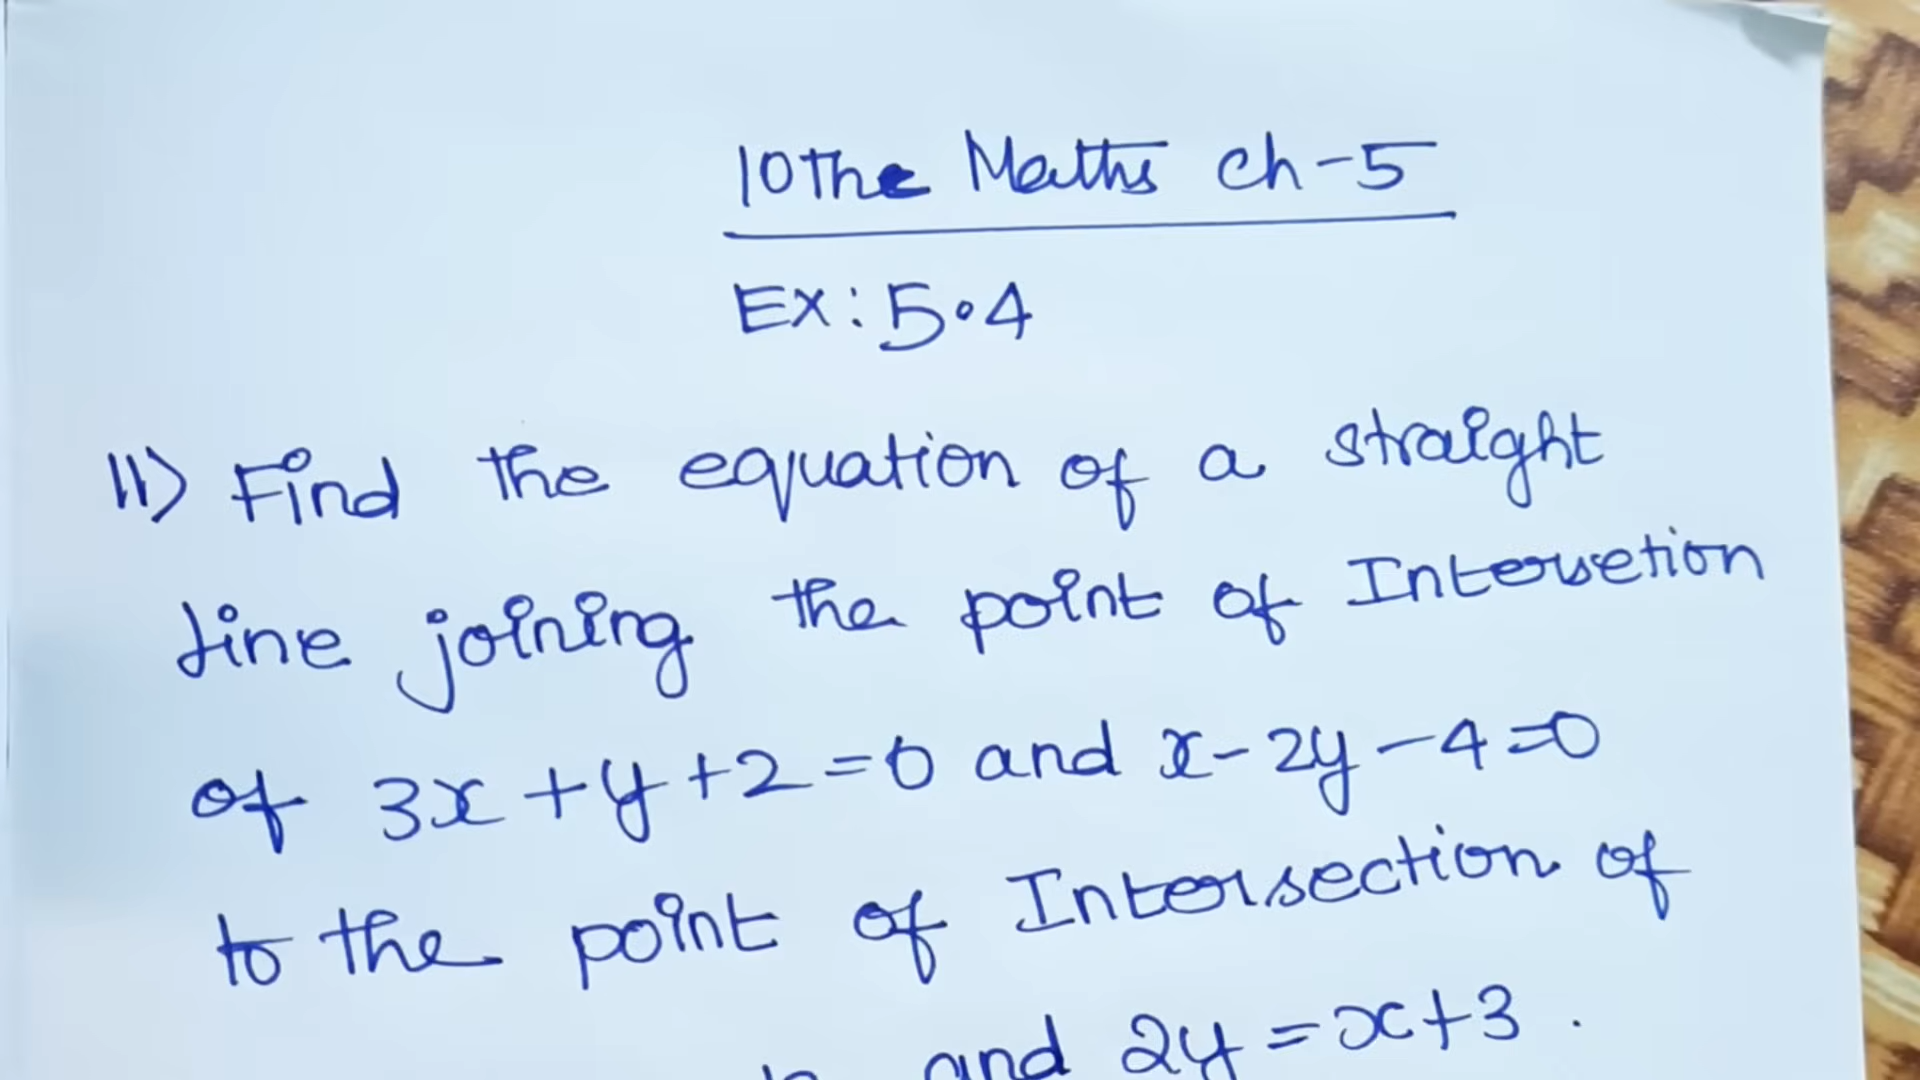 10the Maths ch-5
EX: 5.4
11) Find the equation of a straight
line joining the point of Intersetion
of 3x+y+2=0 and x-2y-4=0
to the point of Intersection of
and 2y=x+3.